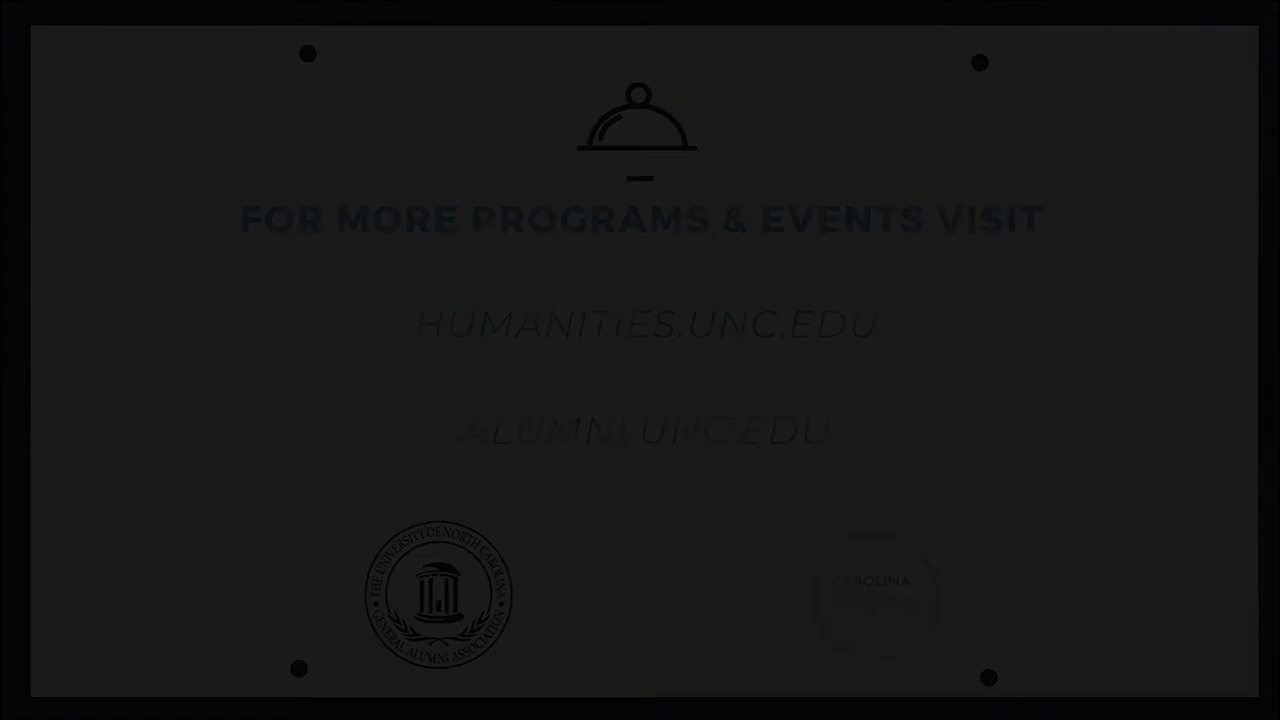 FOR MORE PROGRAMS & EVENTS VISIT
HUMANITIES.UNC.EDU
ALUMNI.UNC.EDU
THE UNIVERSITY OF NORTH CAROLINA
GENERAL ALUMNI ASSOCIATION
CAROLINA